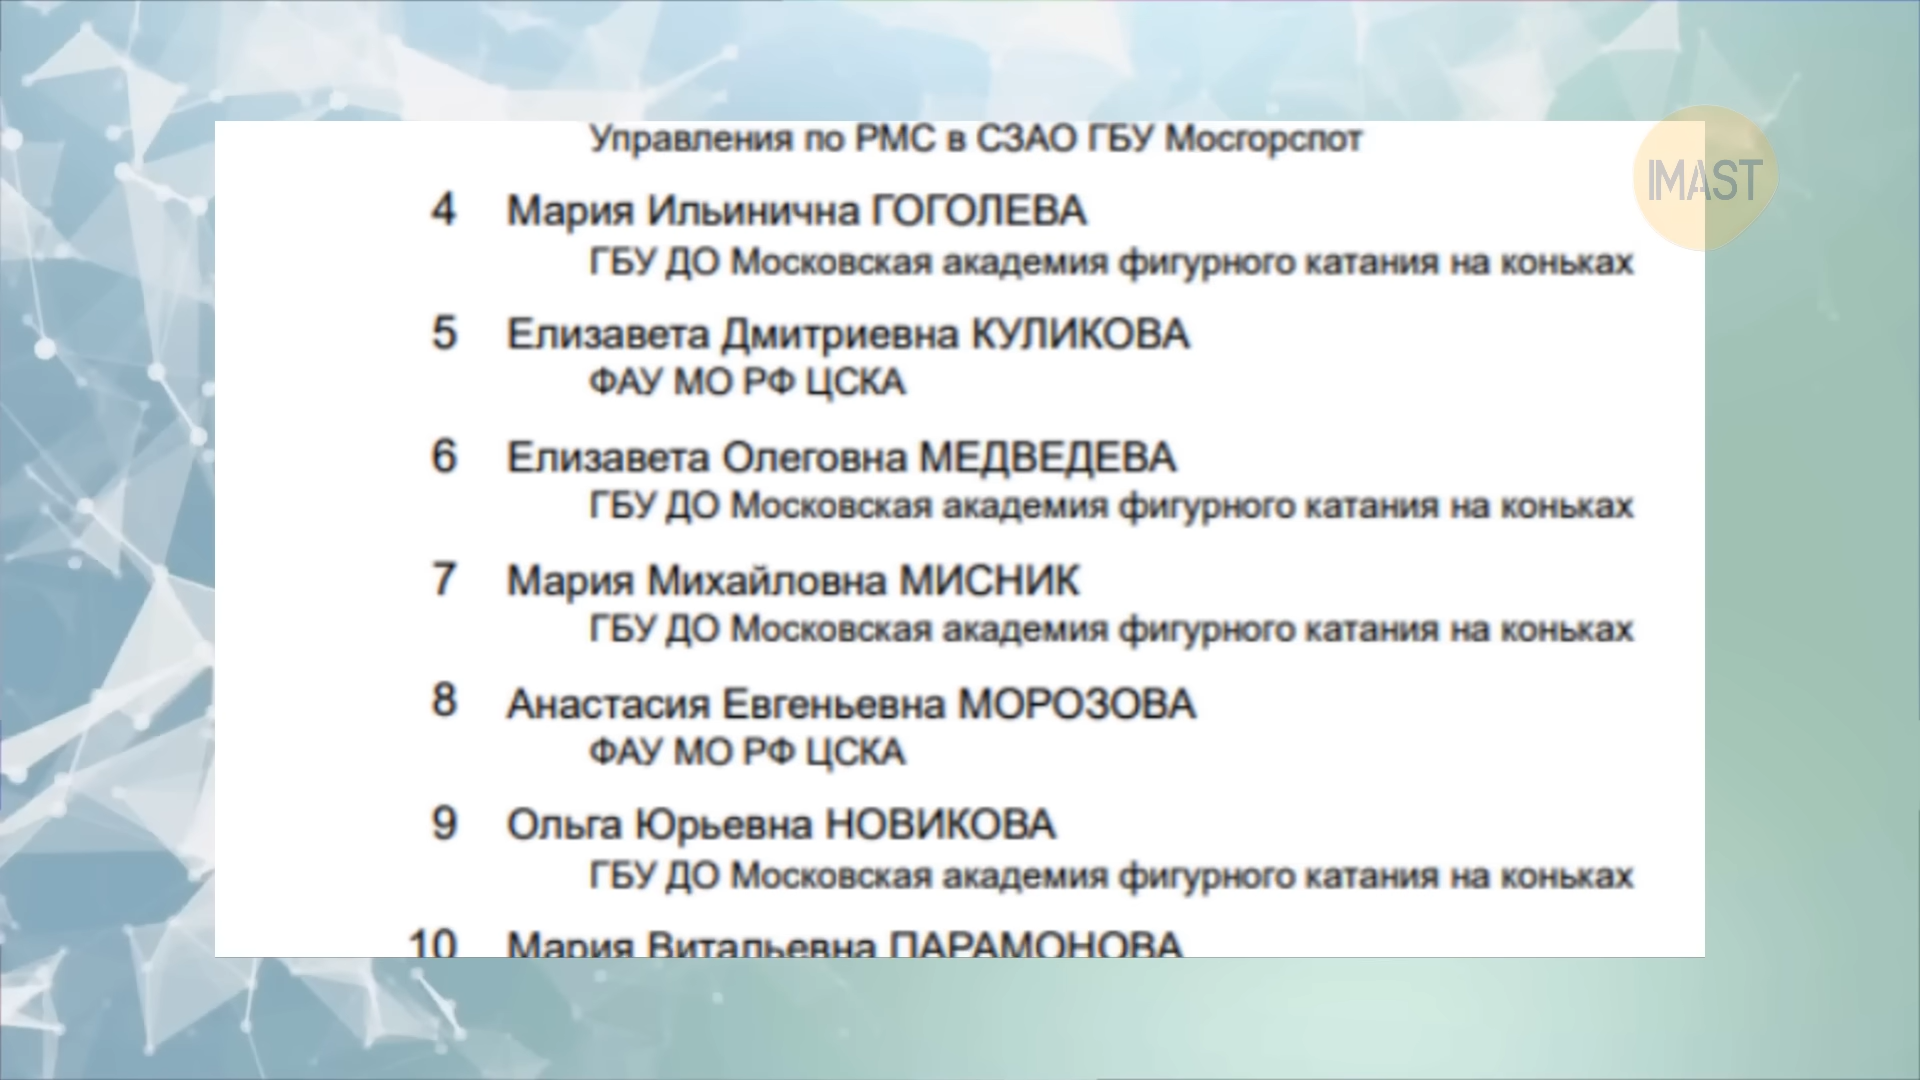 Управления по РМС в СЗАО ГБУ Мосгорспот
IMAST
4 Мария Ильинична ГОГОЛЕВА
ГБУ ДО Московская академия фигурного катания на коньках
5 Елизавета Дмитриевна КУЛИКОВА
ФАУ МО РФ ЦСКА
6 Елизавета Олеговна МЕДВЕДЕВА
ГБУ ДО Московская академия фигурного катания на коньках
7 Мария Михайловна МИСНИК
ГБУ ДО Московская академия фигурного катания на коньках
8 Анастасия Евгеньевна МОРОЗОВА
ФАУ МО РФ ЦСКА
9 Ольга Юрьевна НОВИКОВА
ГБУ ДО Московская академия фигурного катания на коньках
10 Мария Витальевна ПАРАМОНОВА